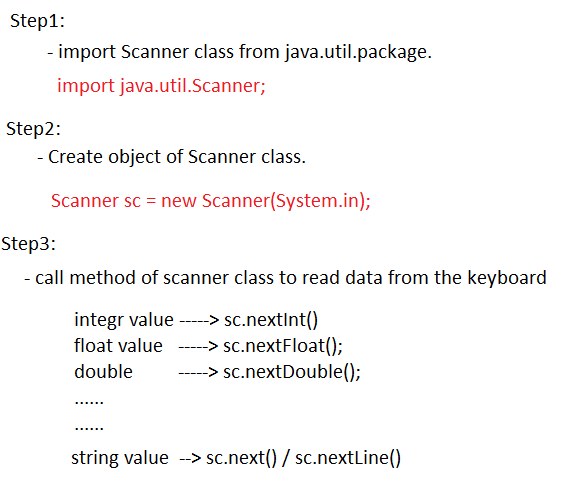 Step1:
- import Scanner class from java.util.package.
import java.util.Scanner;
Step2:
- Create object of Scanner class.
Scanner sc = new Scanner(System.in);
Step3:
- call method of scanner class to read data from the keyboard
integr value -----> sc.nextInt()
float value -----> sc.nextFloat();
double -----> sc.nextDouble();
......
......
string value --> sc.next() / sc.nextLine()